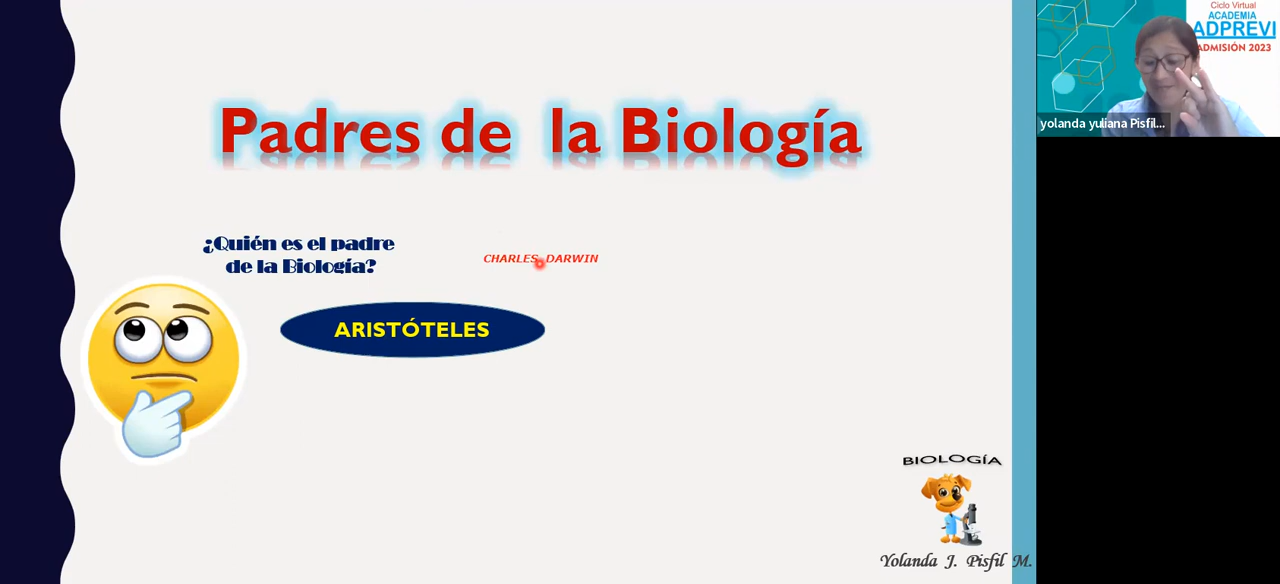 Padres de la Biología
¿Quién es el padre
de la Biología?
CHARLES DARWIN
ARISTÓTELES
BIOLOGÍA
Yolanda J. Pisfil M.
Ciclo Virtual
ACADEMIA
ADPREVI
ADMISIÓN 2023
yolanda yuliana Pisfil...